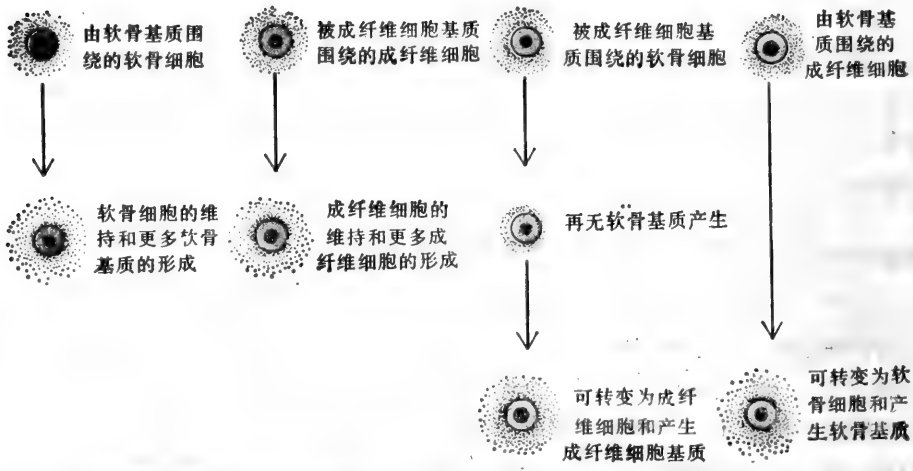 由软骨基质围
绕的软骨细胞
被成纤维细胞基质
围绕的成纤维细胞
被成纤维细胞基
质围绕的软骨细胞
由软骨基
质围绕的
成纤维细胞
软骨细胞的维
持和更多软骨
基质的形成
成纤维细胞的
维持和更多成
纤维细胞的形成
再无软骨基质产生
可转变为成纤
维细胞和产生
成纤维细胞基质
可转变为软
骨细胞和产
生软骨基质